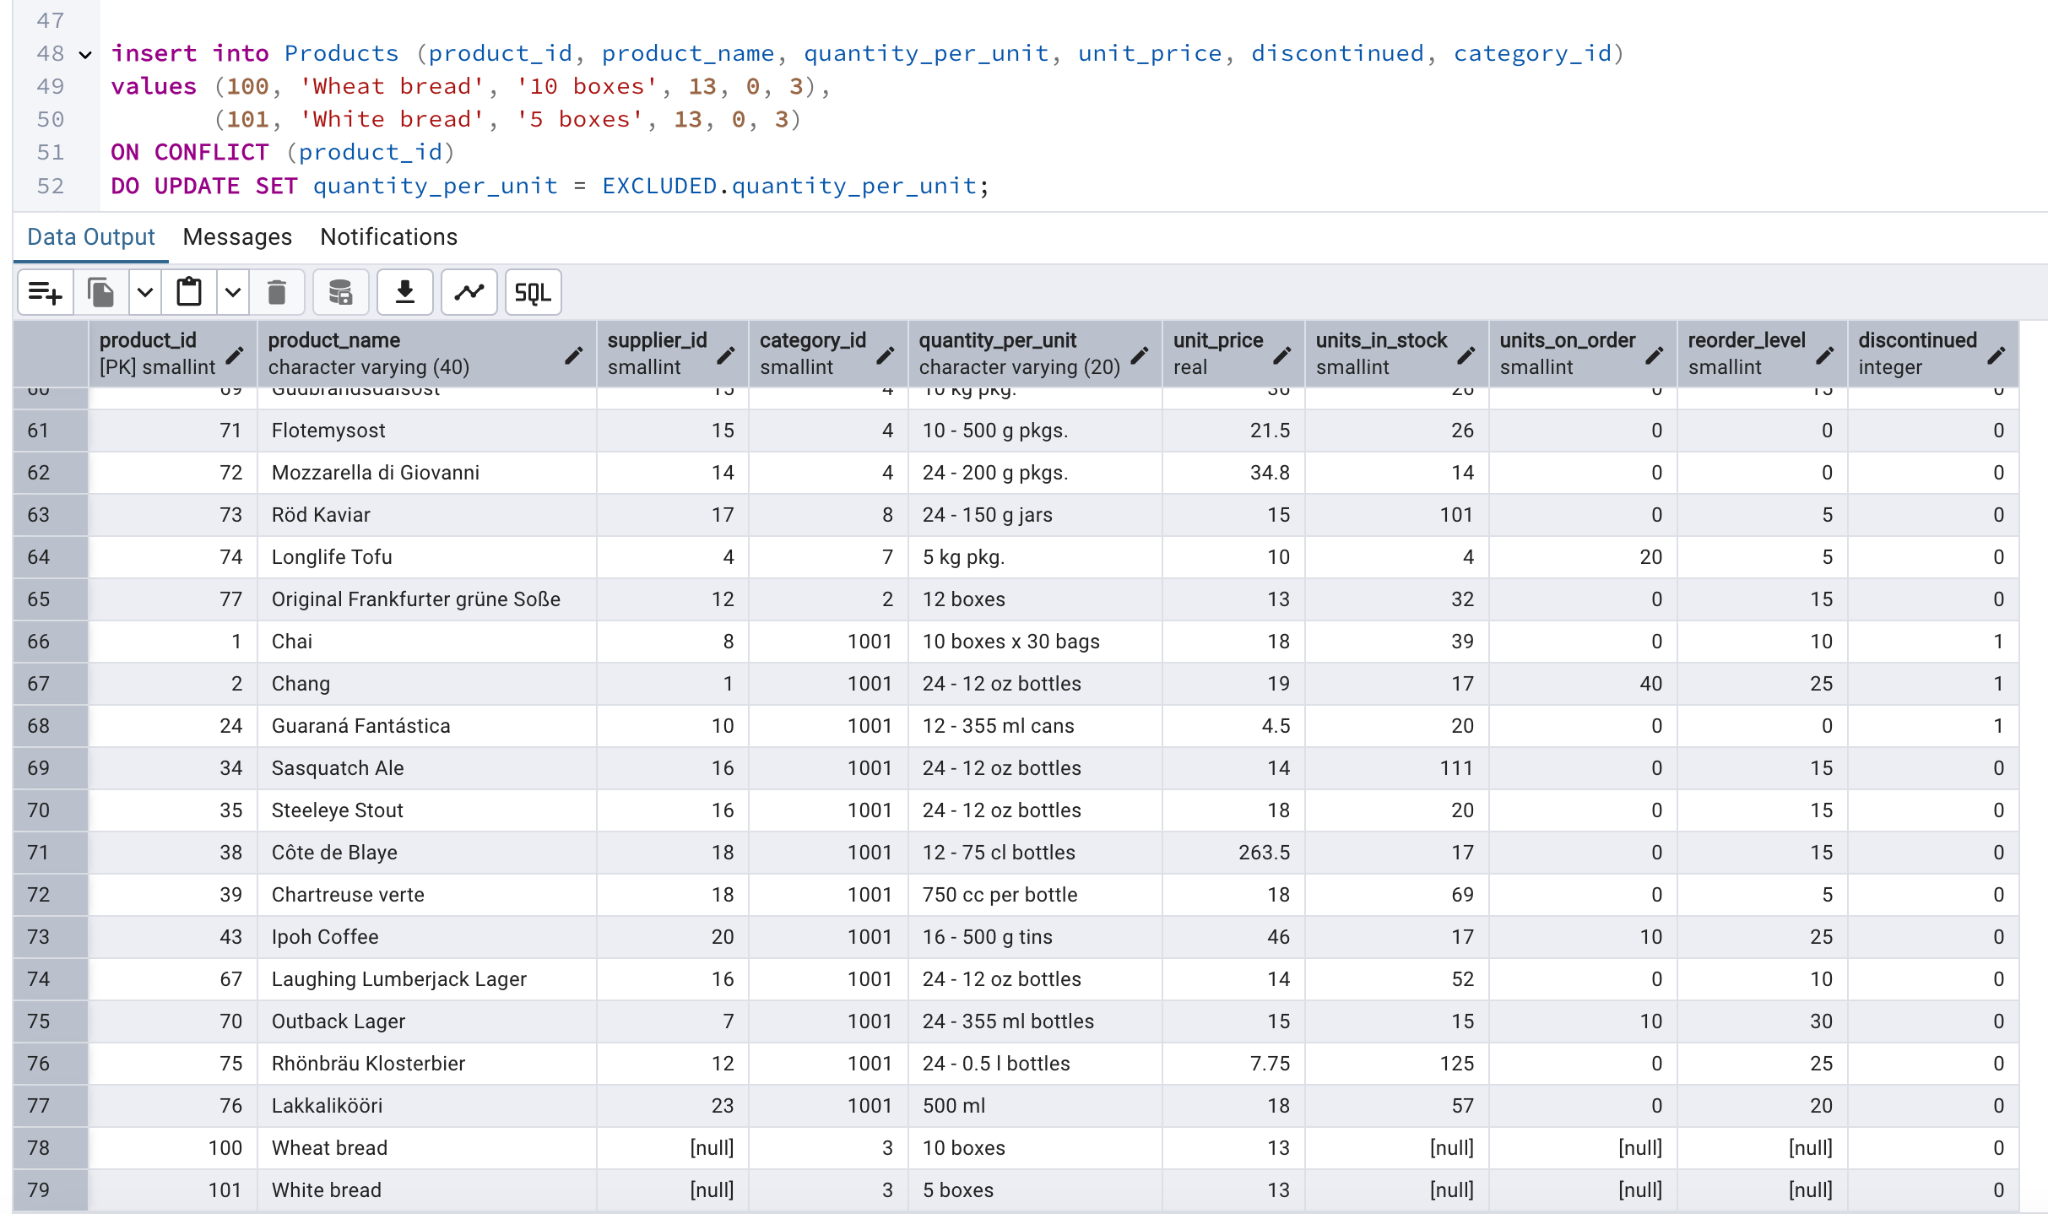 47
48 insert into Products (product_id, product_name, quantity_per_unit, unit_price, discontinued, category_id)
49 values (100, 'Wheat bread', '10 boxes', 13, 0, 3),
50 (101, 'White bread', '5 boxes', 13, 0, 3)
51 ON CONFLICT (product_id)
52 DO UPDATE SET quantity_per_unit = EXCLUDED.quantity_per_unit;
Data Output Messages Notifications
SQL
product_id product_name supplier_id category_id quantity_per_unit unit_price units_in_stock units_on_order reorder_level discontinued
[PK] smallint character varying (40) smallint smallint character varying (20) real smallint smallint smallint integer
60 69 Gudbrandsdalsost 15 4 10 kg pkg. 36 26 0 15 0
61 71 Flotemysost 15 4 10 - 500 g pkgs. 21.5 26 0 0 0
62 72 Mozzarella di Giovanni 14 4 24 - 200 g pkgs. 34.8 14 0 0 0
63 73 Röd Kaviar 17 8 24 - 150 g jars 15 101 0 5 0
64 74 Longlife Tofu 4 7 5 kg pkg. 10 4 20 5 0
65 77 Original Frankfurter grüne Soße 12 2 12 boxes 13 32 0 15 0
66 1 Chai 8 1001 10 boxes x 30 bags 18 39 0 10 1
67 2 Chang 1 1001 24 - 12 oz bottles 19 17 40 25 1
68 24 Guaraná Fantástica 10 1001 12 - 355 ml cans 4.5 20 0 0 1
69 34 Sasquatch Ale 16 1001 24 - 12 oz bottles 14 111 0 15 0
70 35 Steeleye Stout 16 1001 24 - 12 oz bottles 18 20 0 15 0
71 38 Côte de Blaye 18 1001 12 - 75 cl bottles 263.5 17 0 15 0
72 39 Chartreuse verte 18 1001 750 cc per bottle 18 69 0 5 0
73 43 Ipoh Coffee 20 1001 16 - 500 g tins 46 17 10 25 0
74 67 Laughing Lumberjack Lager 16 1001 24 - 12 oz bottles 14 52 0 10 0
75 70 Outback Lager 7 1001 24 - 355 ml bottles 15 15 10 30 0
76 75 Rhönbräu Klosterbier 12 1001 24 - 0.5 l bottles 7.75 125 0 25 0
77 76 Lakkalikööri 23 1001 500 ml 18 57 0 20 0
78 100 Wheat bread [null] 3 10 boxes 13 [null] [null] [null] 0
79 101 White bread [null] 3 5 boxes 13 [null] [null] [null] 0